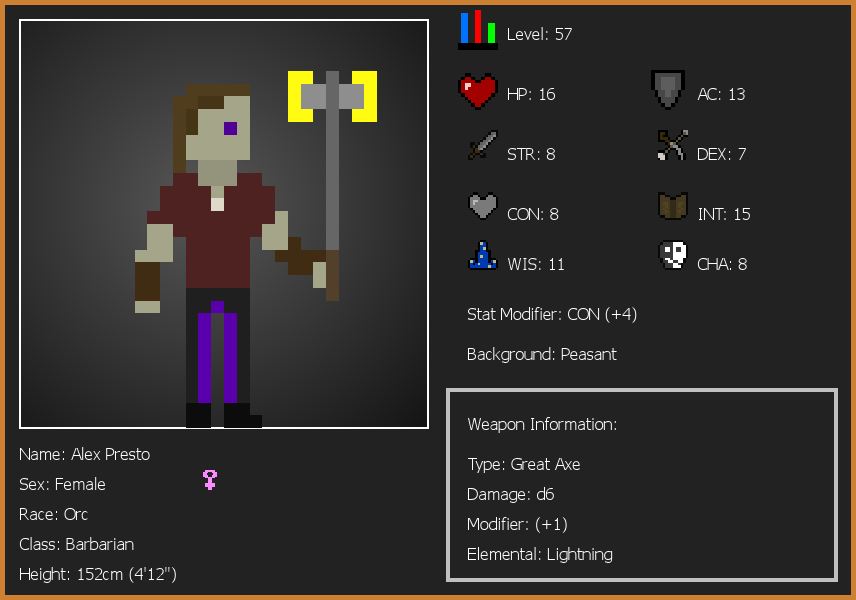 Level: 57
HP: 16
AC: 13
STR: 8
DEX: 7
CON: 8
INT: 15
WIS: 11
CHA: 8
Stat Modifier: CON (+4)
Background: Peasant
Weapon Information:
Type: Great Axe
Damage: d6
Modifier: (+1)
Elemental: Lightning
Name: Alex Presto
Sex: Female
Race: Orc
Class: Barbarian
Height: 152cm (4'12")